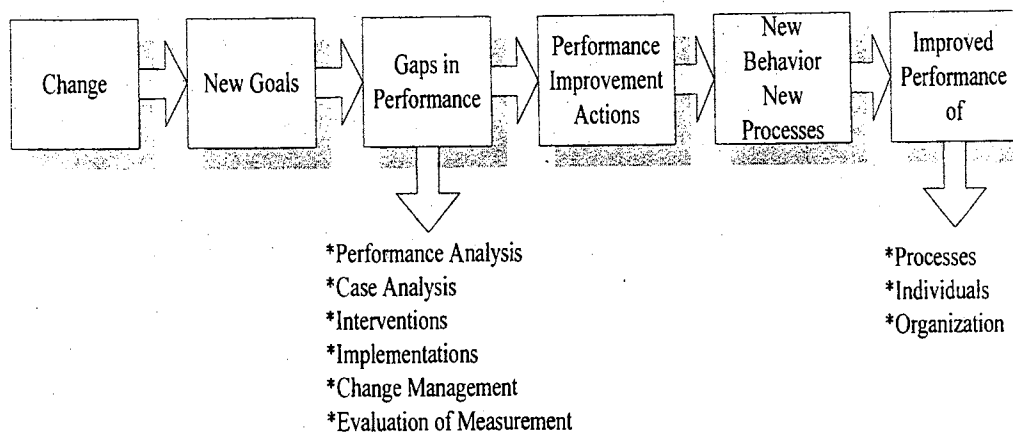 Change
New Goals
Gaps in
Performance
Performance
Improvement
Actions
New
Behavior
New
Processes
Improved
Performance
of
*Performance Analysis
*Case Analysis
*Interventions
*Implementations
*Change Management
*Evaluation of Measurement
*Processes
*Individuals
*Organization